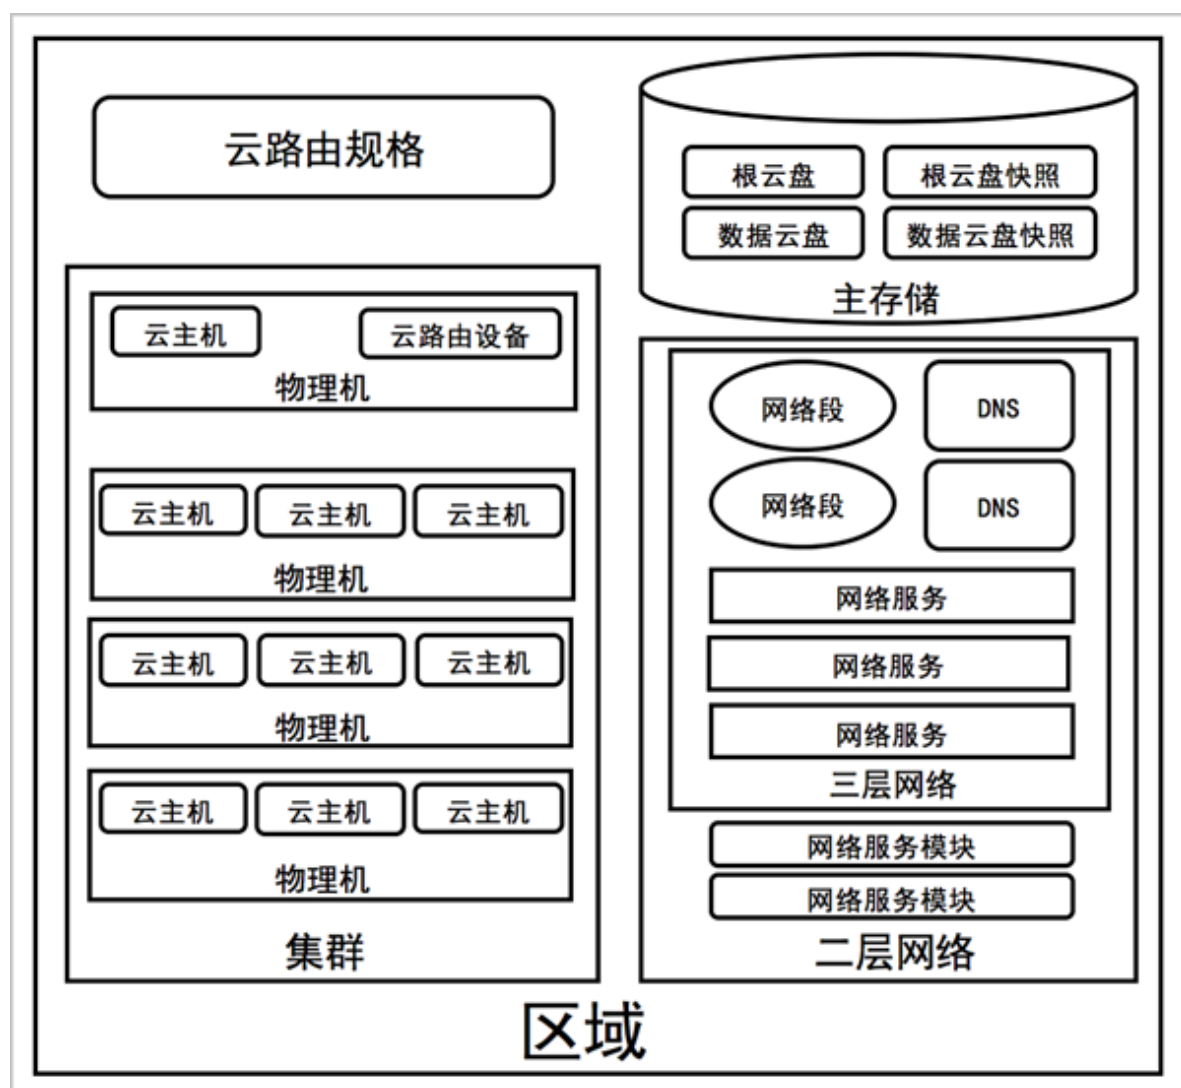 云路由规格
根云盘
根云盘快照
数据云盘
数据云盘快照
主存储
云主机
云路由设备
物理机
云主机
云主机
云主机
物理机
云主机
云主机
云主机
物理机
云主机
云主机
云主机
物理机
集群
网络段
DNS
网络段
DNS
网络服务
网络服务
网络服务
三层网络
网络服务模块
网络服务模块
二层网络
区域